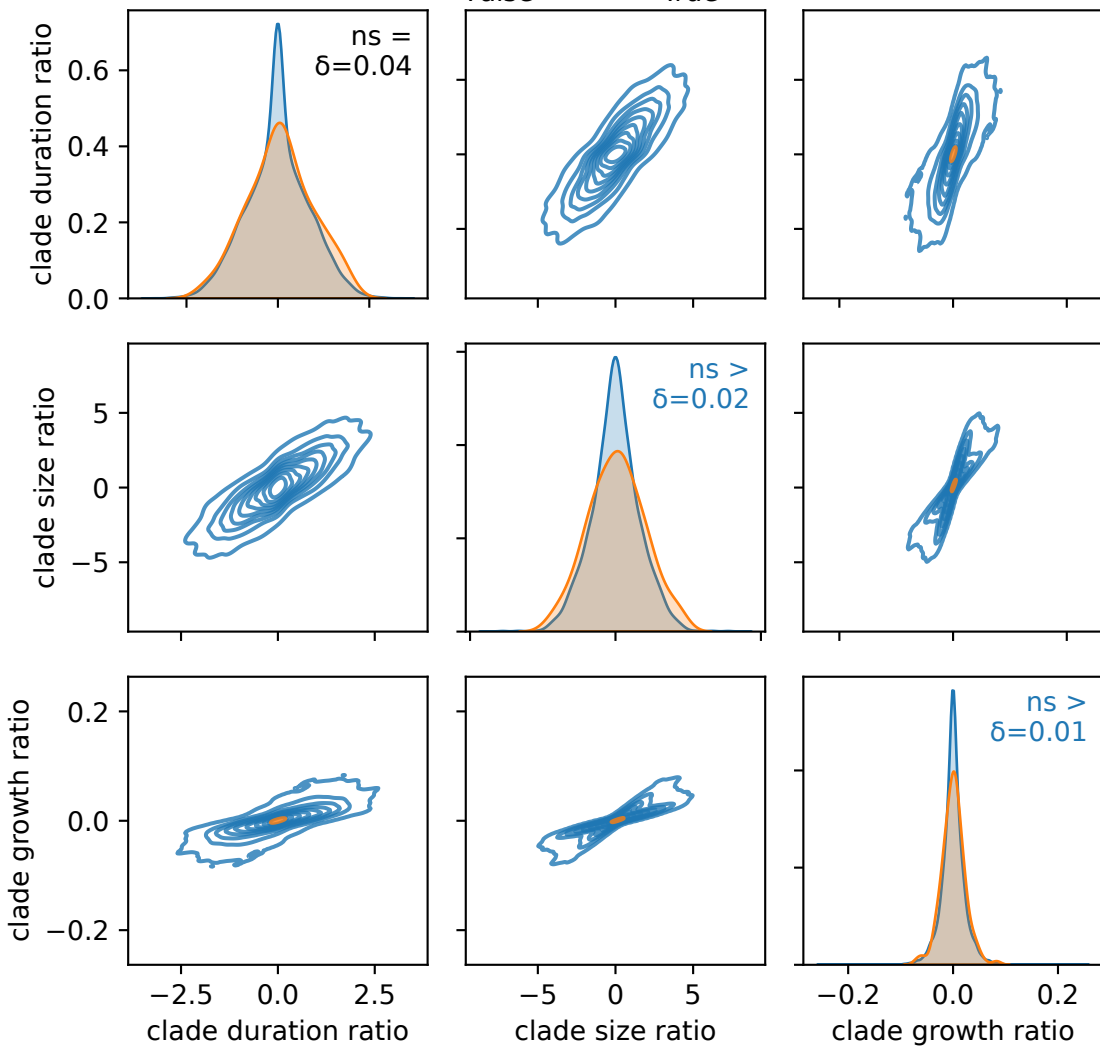 ns =
δ=0.04
clade duration ratio
0.6
0.4
0.2
0.0
ns >
δ=0.02
clade size ratio
5
0
−5
ns >
δ=0.01
clade growth ratio
0.2
0.0
−0.2
−2.5 0.0 2.5
−5 0 5
−0.2 0.0 0.2
clade duration ratio
clade size ratio
clade growth ratio